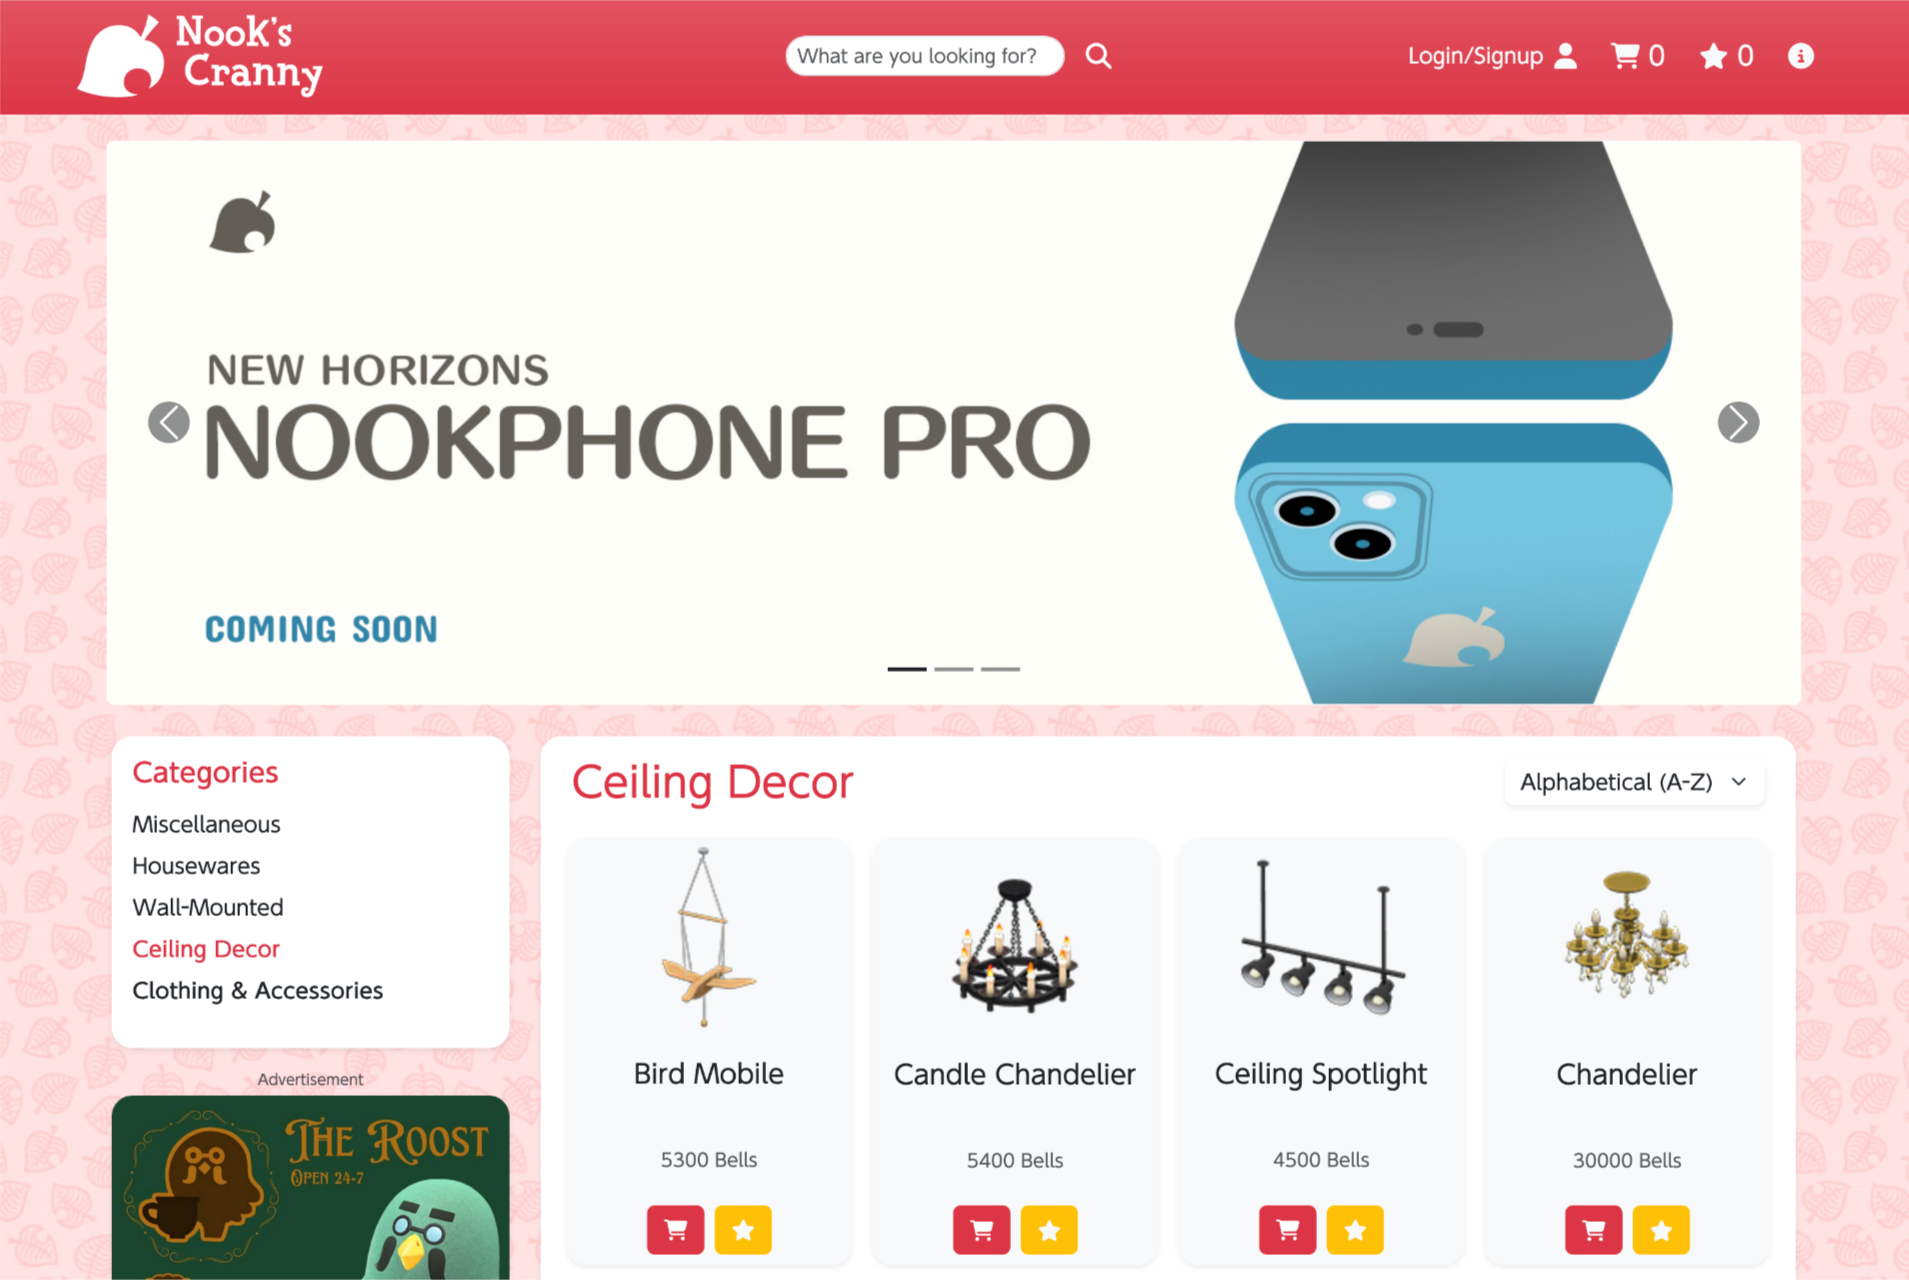 Nook's
Cranny
What are you looking for?
Login/Signup
0
0
NEW HORIZONS
NOOKPHONE PRO
COMING SOON
Categories
Miscellaneous
Housewares
Wall-Mounted
Ceiling Decor
Clothing & Accessories
Advertisement
THE ROOST
OPEN 24-7
Ceiling Decor
Alphabetical (A-Z)
Bird Mobile
5300 Bells
Candle Chandelier
5400 Bells
Ceiling Spotlight
4500 Bells
Chandelier
30000 Bells